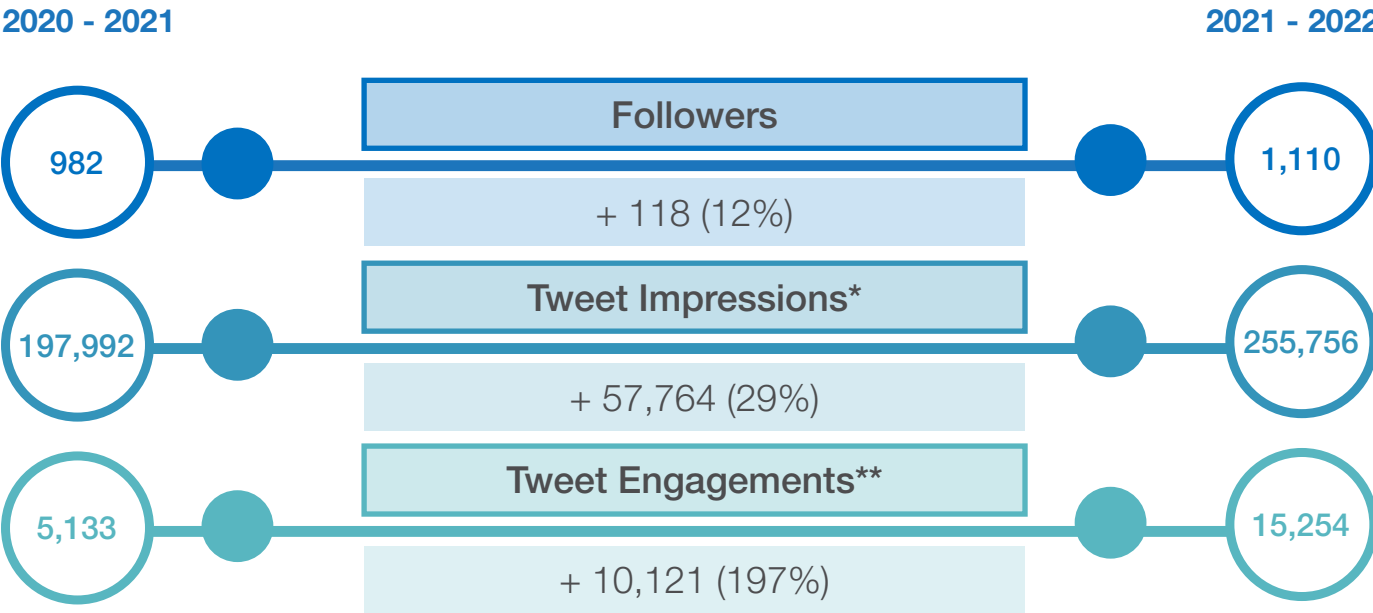 2020 - 2021
2021 - 2022
Followers
982
1,110
+ 118 (12%)
Tweet Impressions*
197,992
255,756
+ 57,764 (29%)
Tweet Engagements**
5,133
15,254
+ 10,121 (197%)